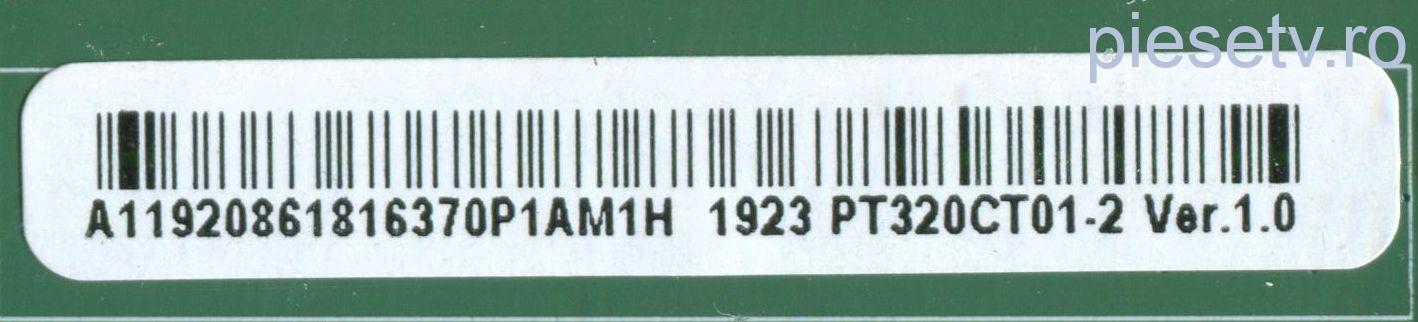 piesetv.ro
A11920861816370P1AM1H 1923 PT320CT01-2 Ver.1.0